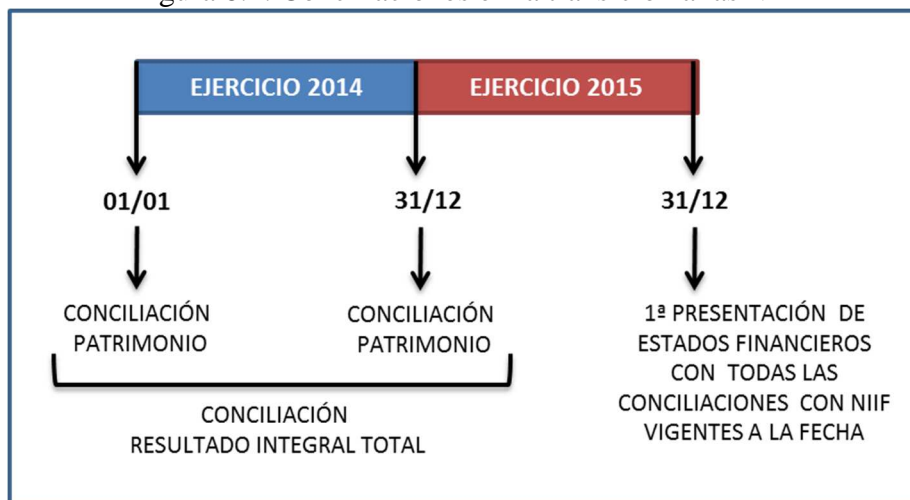 EJERCICIO 2014
EJERCICIO 2015
01/01
31/12
31/12
CONCILIACIÓN
PATRIMONIO
CONCILIACIÓN
PATRIMONIO
1ª PRESENTACIÓN DE
ESTADOS FINANCIEROS
CON TODAS LAS
CONCILIACIONES CON NIIF
VIGENTES A LA FECHA
CONCILIACIÓN
RESULTADO INTEGRAL TOTAL